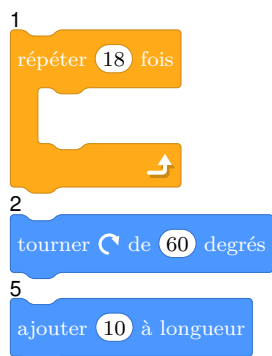 1
répéter 18 fois
2
tourner de 60 degrés
5
ajouter 10 à longueur